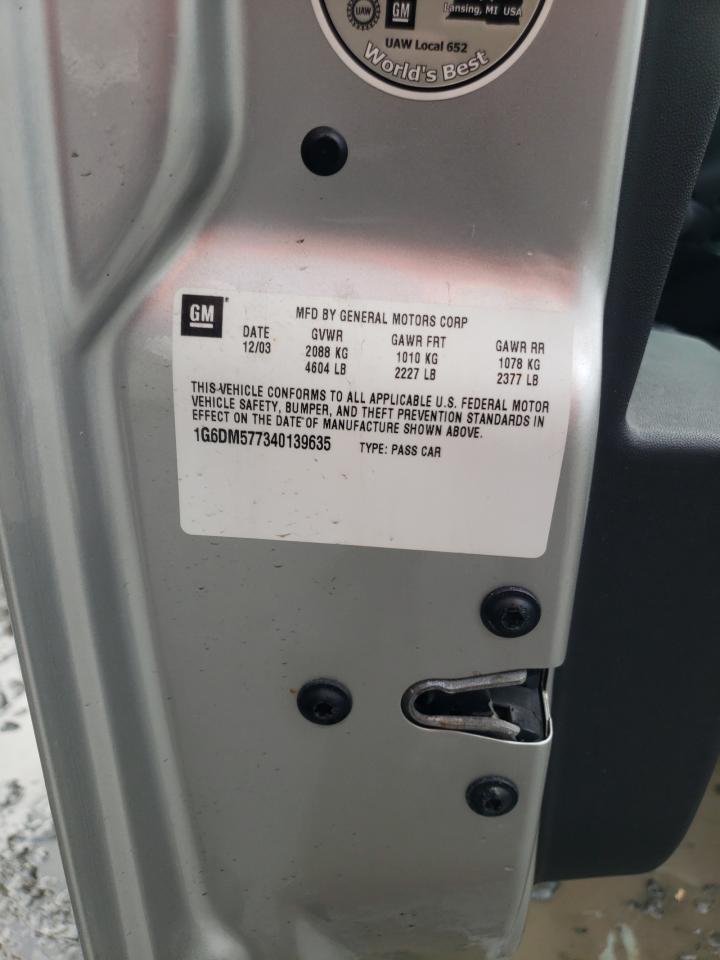 UAW
GM
Lansing, MI USA
UAW Local 652
World's Best
GM
MFD BY GENERAL MOTORS CORP
DATE GVWR GAWR FRT GAWR RR
12/03 2088 KG 1010 KG 1078 KG
4604 LB 2227 LB 2377 LB
THIS VEHICLE CONFORMS TO ALL APPLICABLE U.S. FEDERAL MOTOR
VEHICLE SAFETY, BUMPER, AND THEFT PREVENTION STANDARDS IN
EFFECT ON THE DATE OF MANUFACTURE SHOWN ABOVE.
1G6DM577340139635 TYPE: PASS CAR